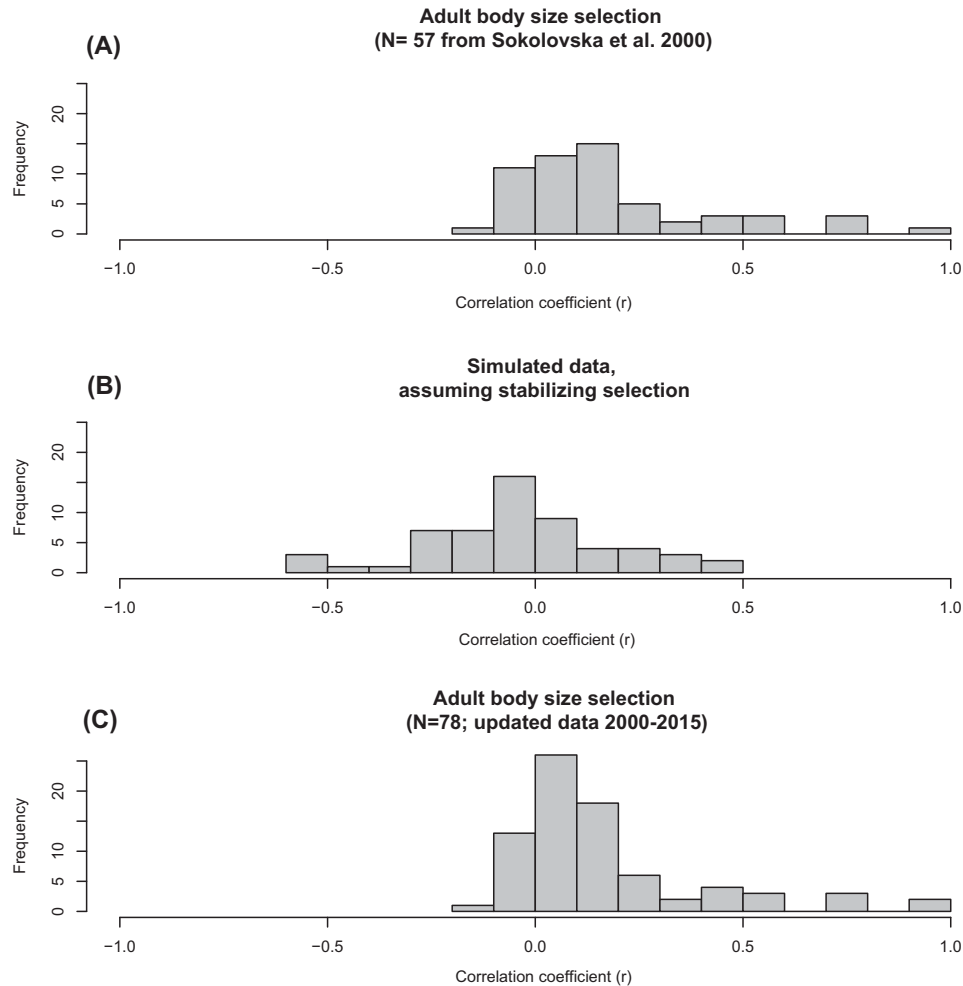 Adult body size selection
(N= 57 from Sokolovska et al. 2000)
(A)
Frequency
0 5 10 20
−1.0 −0.5 0.0 0.5 1.0
Correlation coefficient (r)
Simulated data,
assuming stabilizing selection
(B)
Frequency
0 5 10 20
−1.0 −0.5 0.0 0.5 1.0
Correlation coefficient (r)
Adult body size selection
(N=78; updated data 2000-2015)
(C)
Frequency
0 5 10 20
−1.0 −0.5 0.0 0.5 1.0
Correlation coefficient (r)